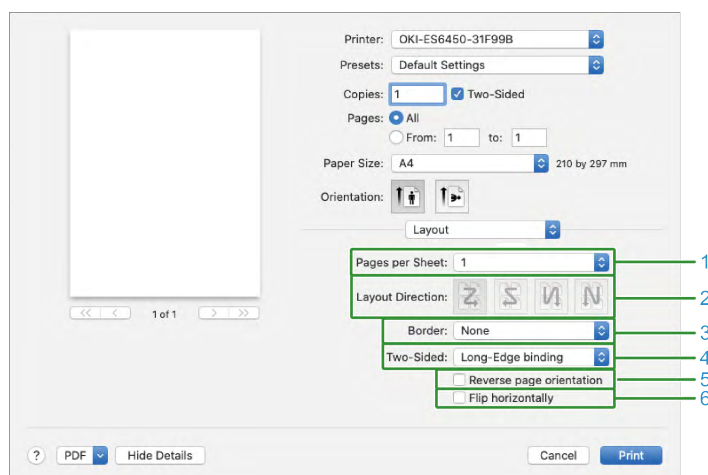 Printer: OKI-ES6450-31F99B
Presets: Default Settings
Copies: 1 Two-Sided
Pages: All
From: 1 to: 1
Paper Size: A4 210 by 297 mm
Orientation:
Layout
Pages per Sheet: 1 1
Layout Direction: 2
Border: None 3
Two-Sided: Long-Edge binding 4
Reverse page orientation 5
Flip horizontally 6
1 of 1
? PDF Hide Details Cancel Print